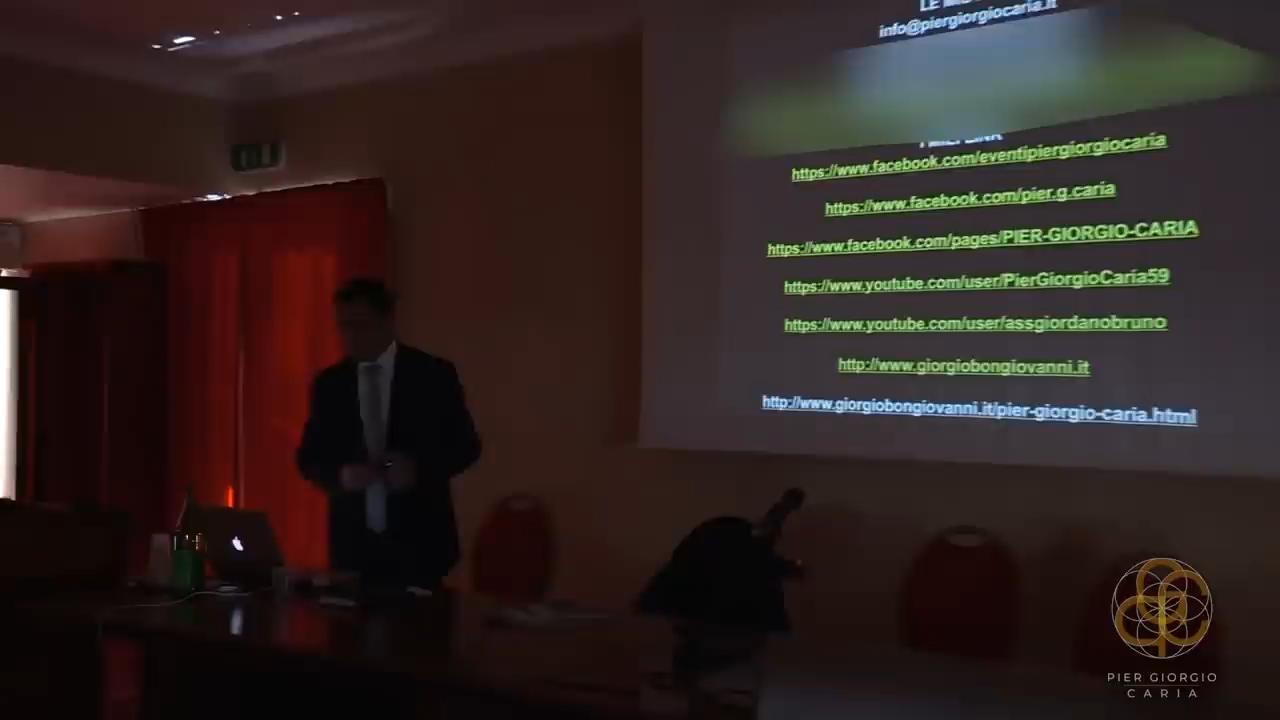 info@piergiorgiocaria.it
https://www.facebook.com/eventipiergiorgiocaria
https://www.facebook.com/pier.g.caria
https://www.facebook.com/pages/PIER-GIORGIO-CARIA
https://www.youtube.com/user/PierGiorgioCaria59
https://www.youtube.com/user/assgiordanobruno
http://www.giorgiobongiovanni.it
http://www.giorgiobongiovanni.it/pier-giorgio-caria.html
PIER GIORGIO
CARIA